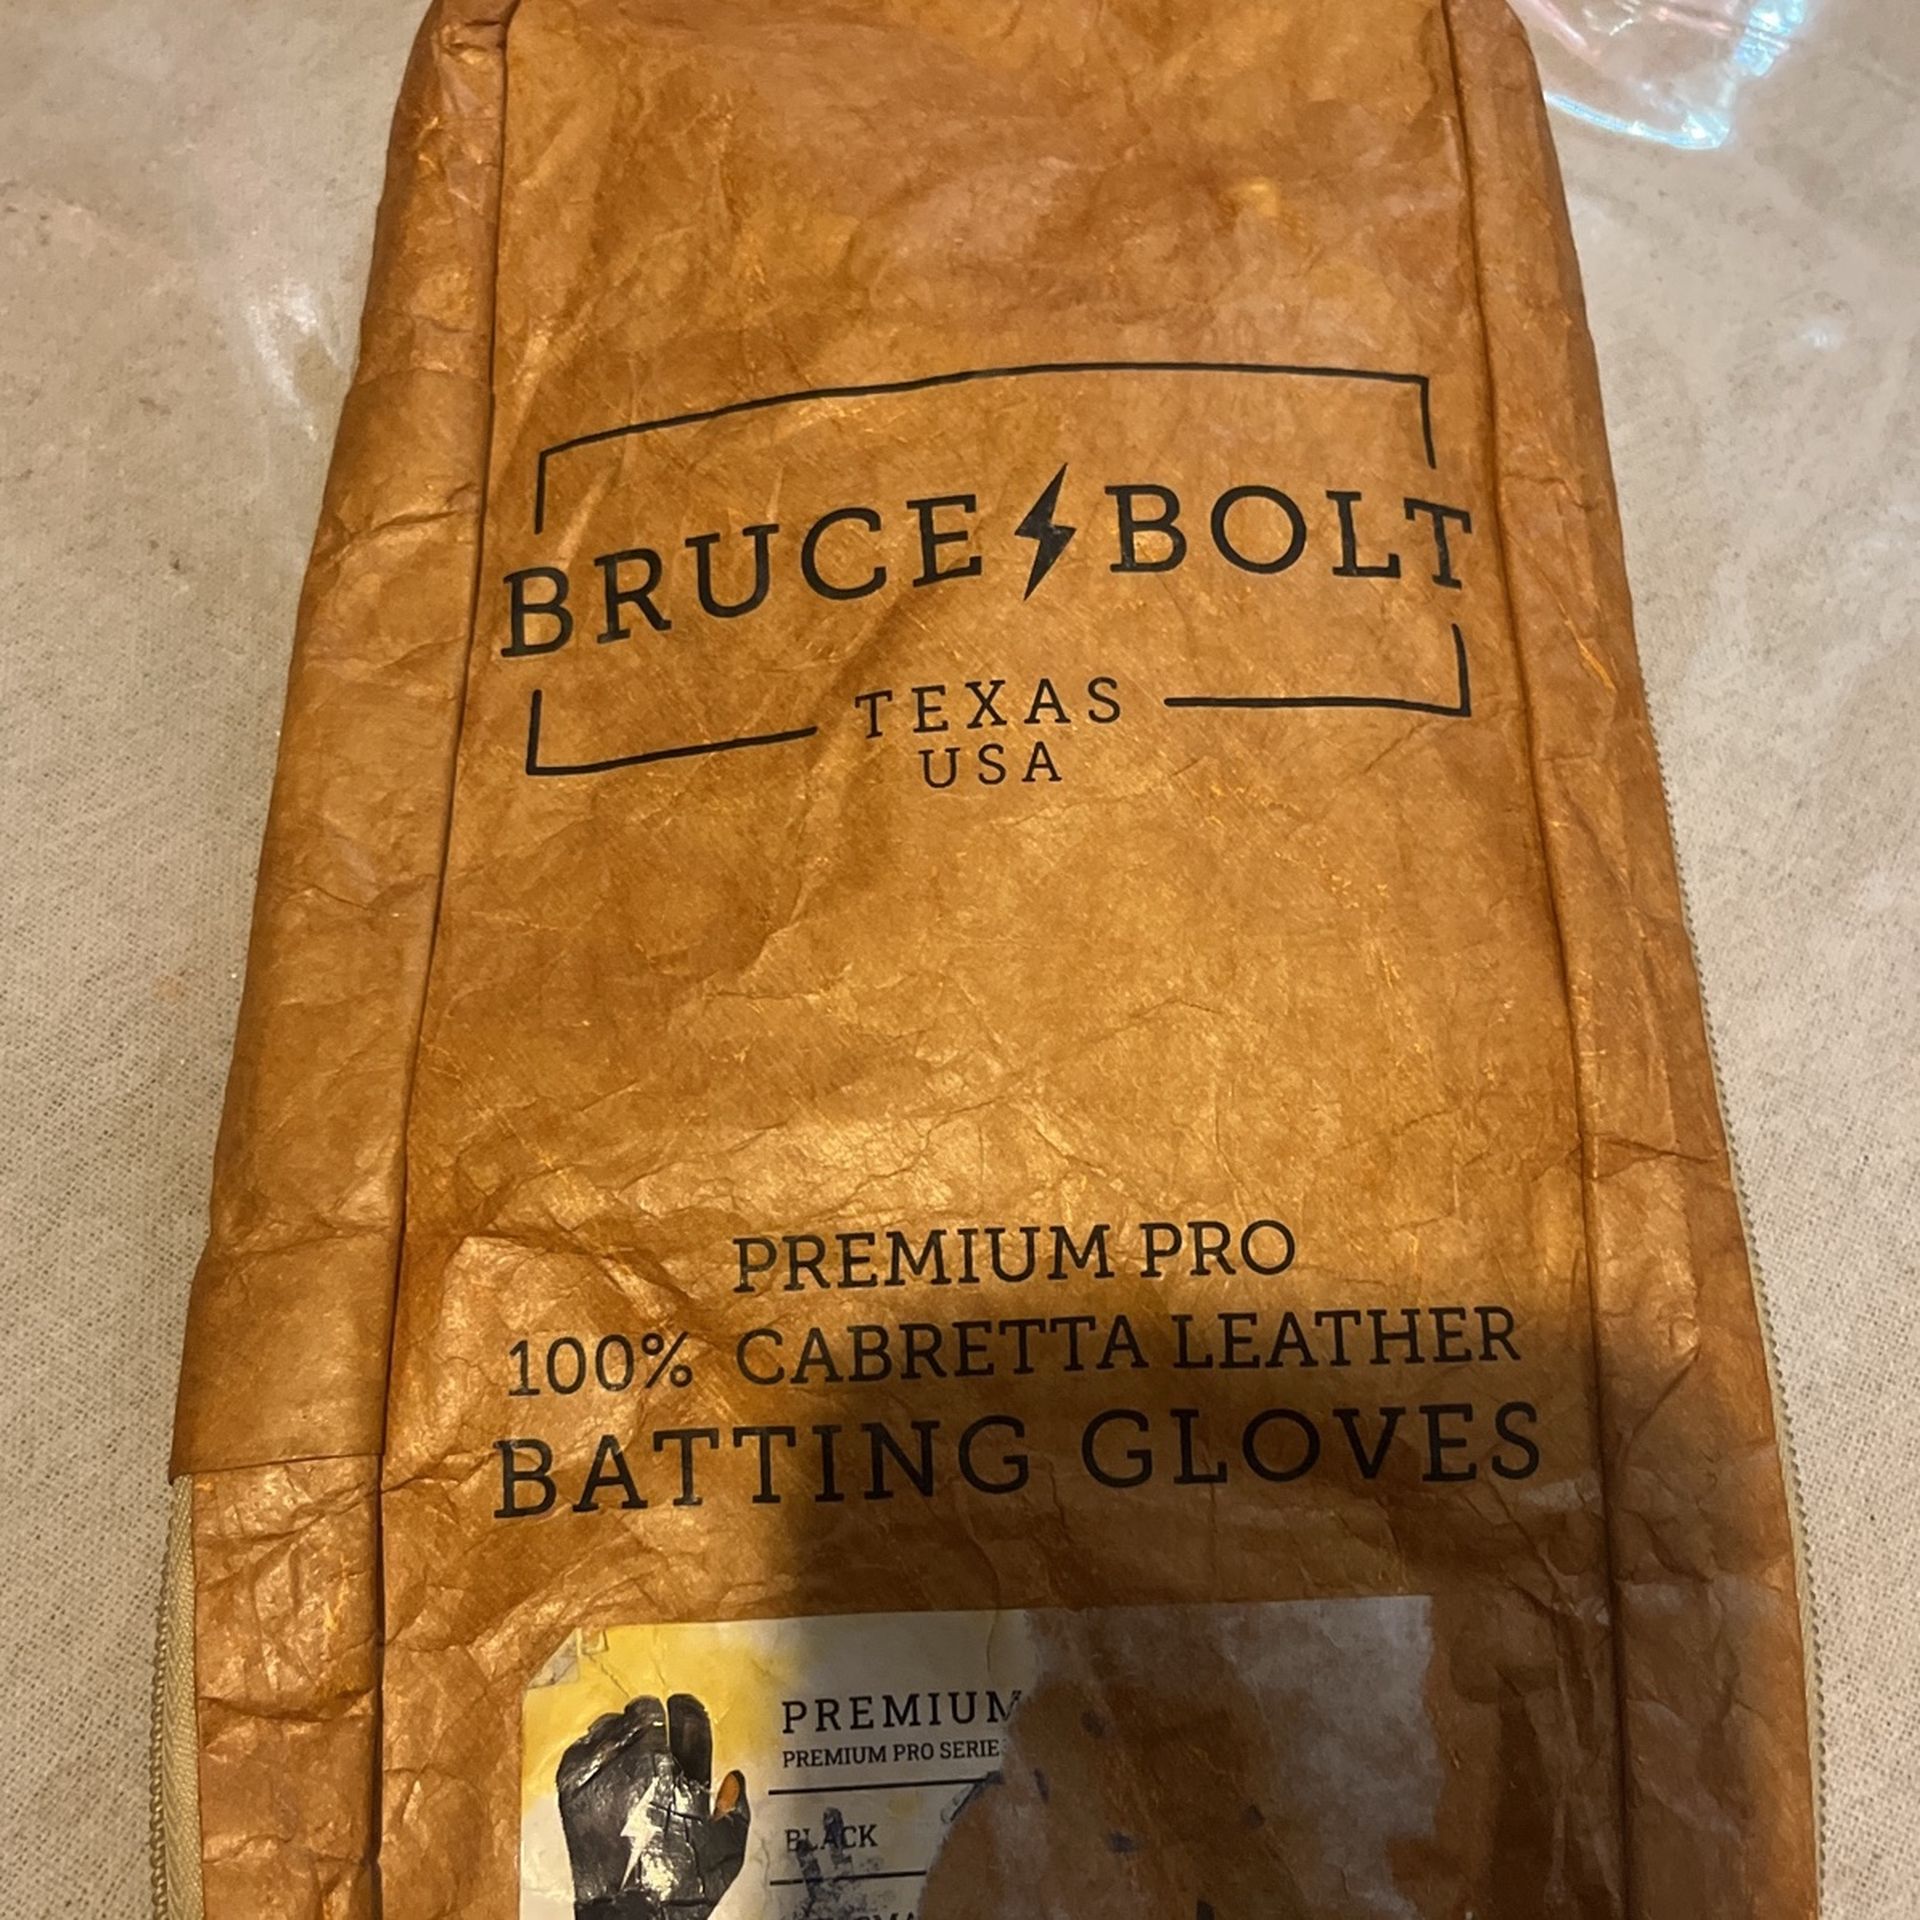 BRUCE BOLT
TEXAS
USA
PREMIUM PRO
100% CABRETTA LEATHER
BATTING GLOVES
PREMIUM
PREMIUM PRO SERIE
BLACK